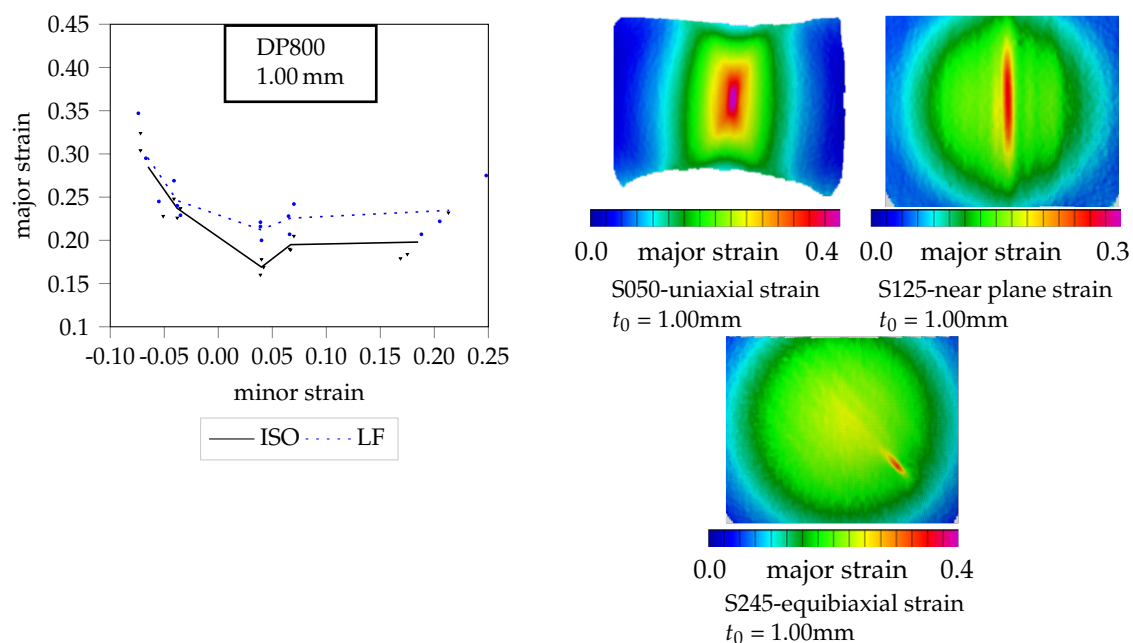 0.45
0.40
0.35
0.30
0.25
0.20
0.15
0.1
major strain
DP800
1.00 mm
-0.10 -0.05 0.00 0.05 0.10 0.15 0.20 0.25
minor strain
ISO LF
0.0 major strain 0.4
S050-uniaxial strain
t₀ = 1.00mm
0.0 major strain 0.3
S125-near plane strain
t₀ = 1.00mm
0.0 major strain 0.4
S245-equibiaxial strain
t₀ = 1.00mm